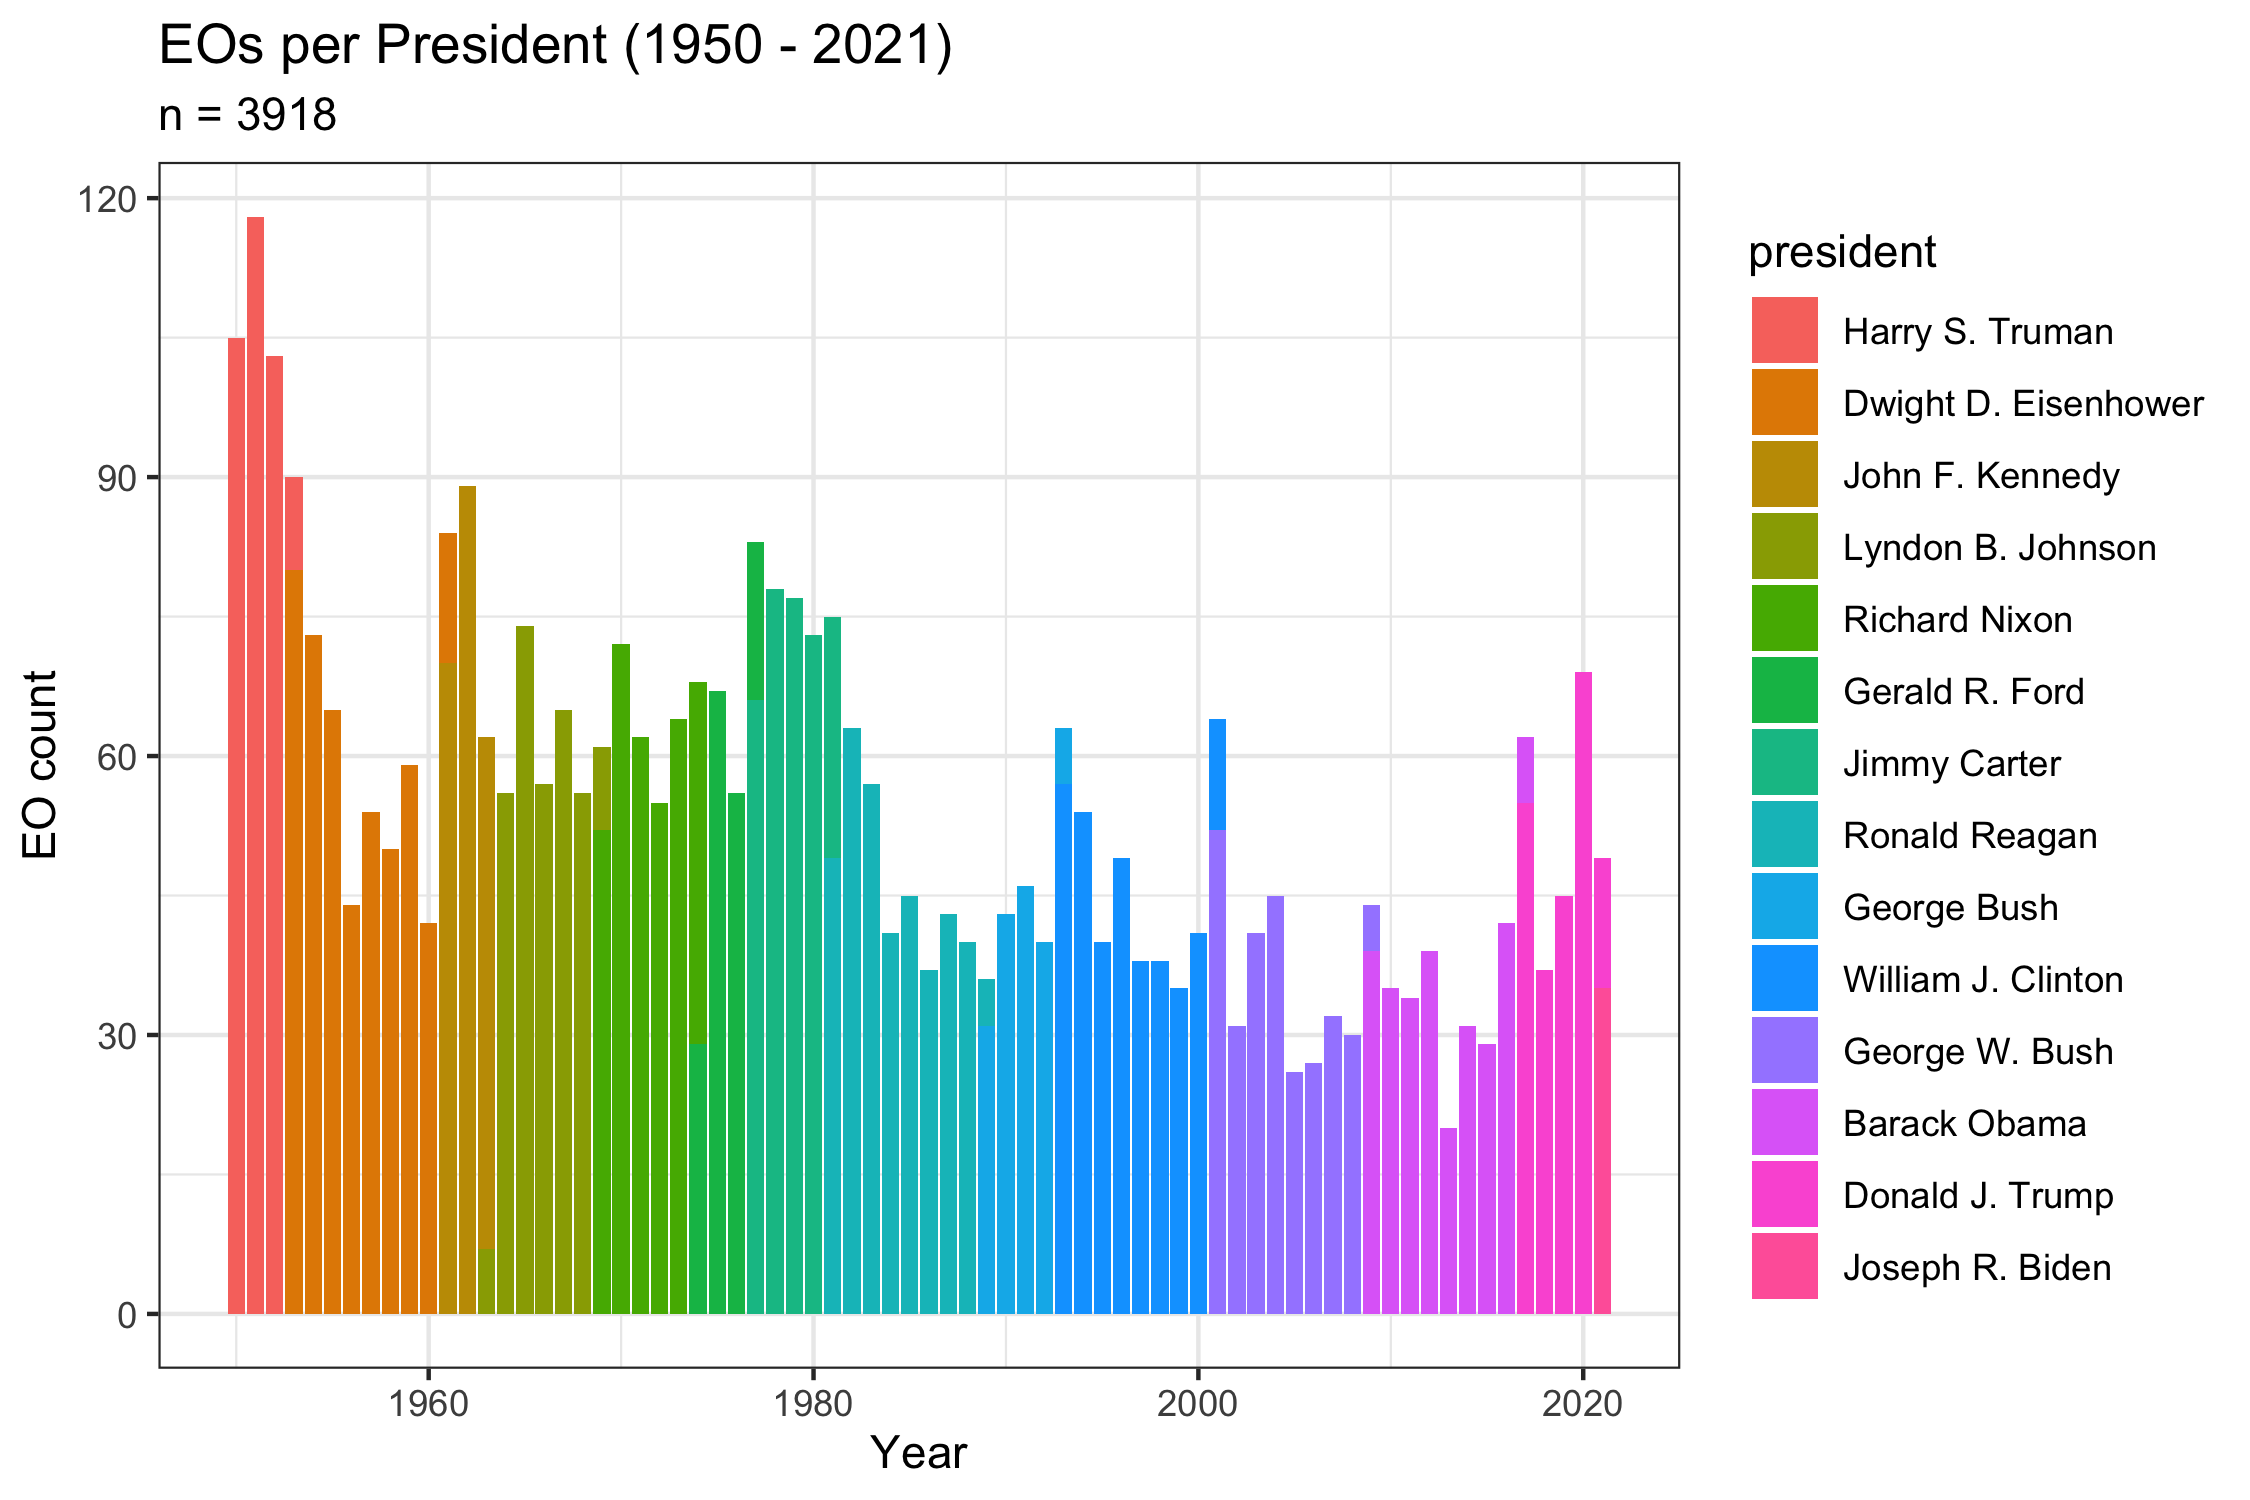 EOs per President (1950 - 2021)
n = 3918
120
90
60
30
0
EO count
1960
1980
2000
2020
Year
president
Harry S. Truman
Dwight D. Eisenhower
John F. Kennedy
Lyndon B. Johnson
Richard Nixon
Gerald R. Ford
Jimmy Carter
Ronald Reagan
George Bush
William J. Clinton
George W. Bush
Barack Obama
Donald J. Trump
Joseph R. Biden